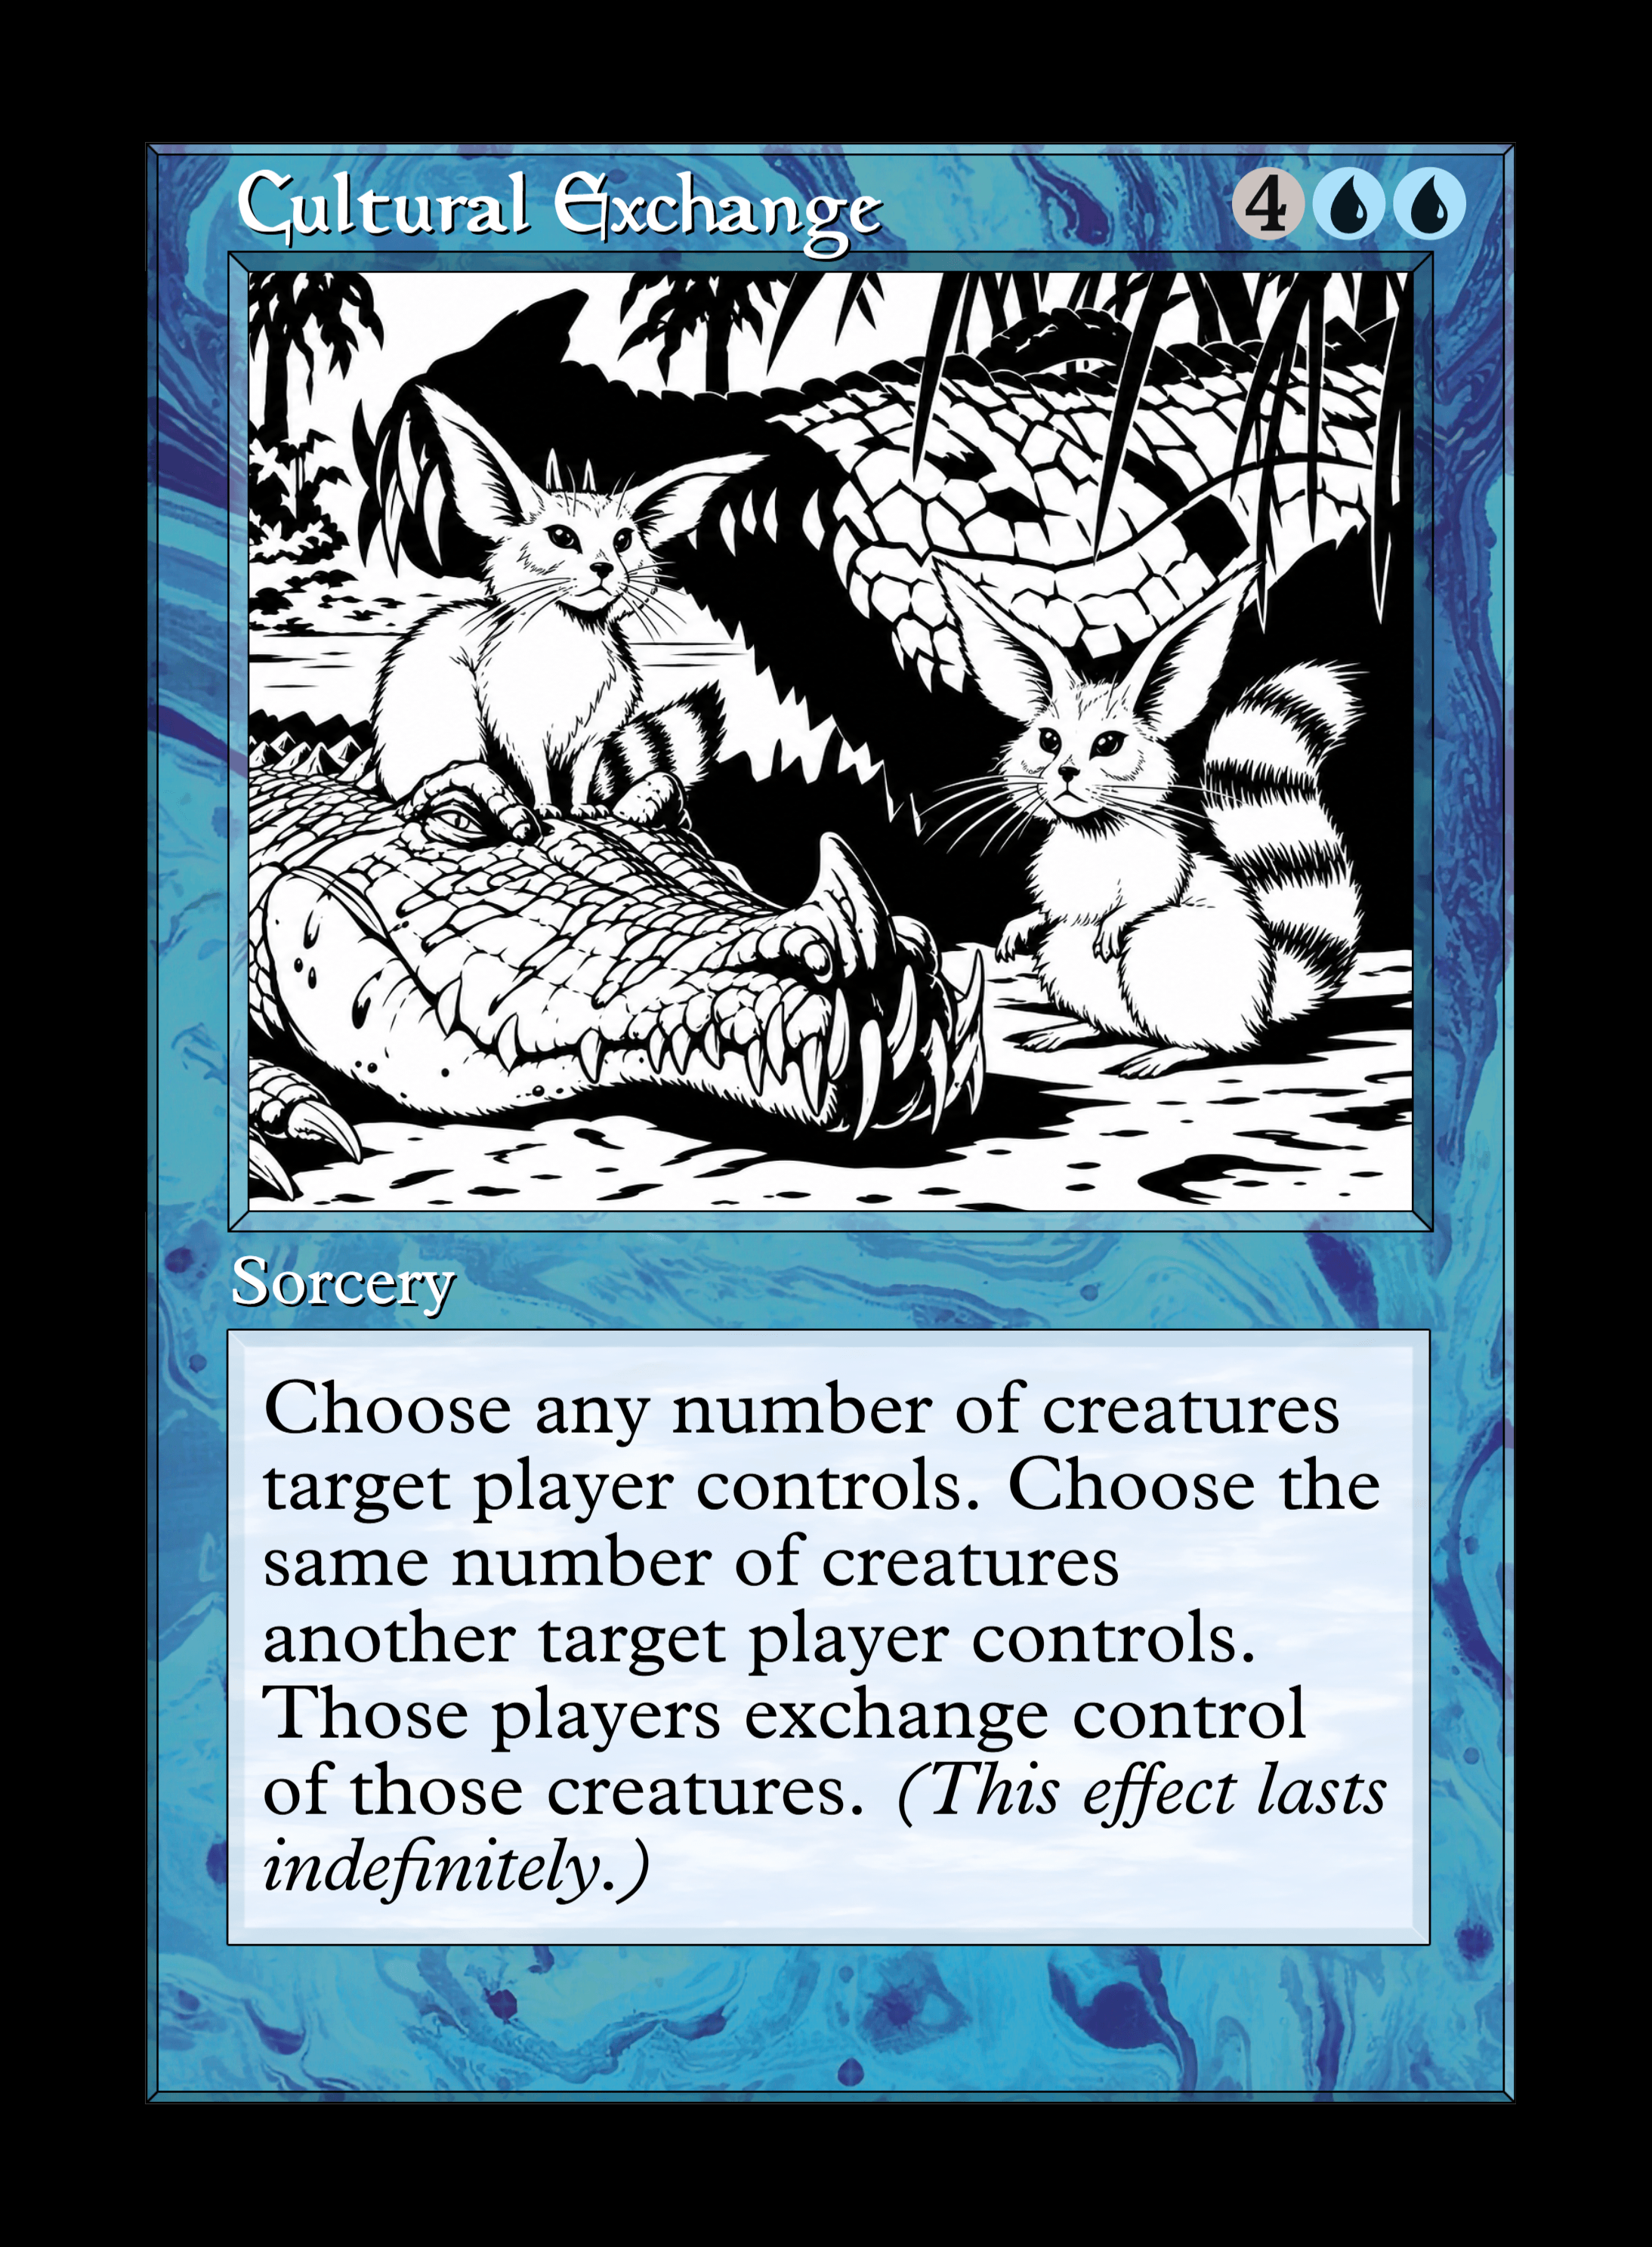 Cultural Exchange 4
Sorcery
Choose any number of creatures
target player controls. Choose the
same number of creatures
another target player controls.
Those players exchange control
of those creatures. (This effect lasts
indefinitely.)